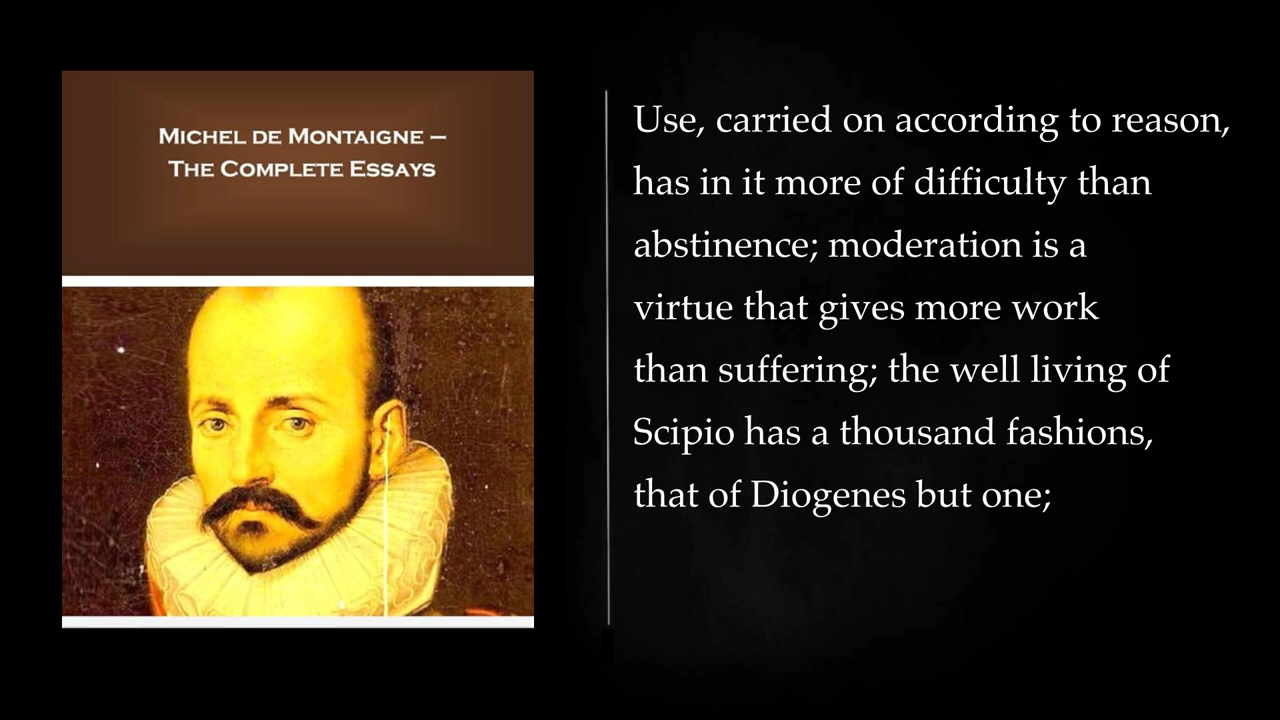 MICHEL DE MONTAIGNE –
THE COMPLETE ESSAYS
Use, carried on according to reason,
has in it more of difficulty than
abstinence; moderation is a
virtue that gives more work
than suffering; the well living of
Scipio has a thousand fashions,
that of Diogenes but one;